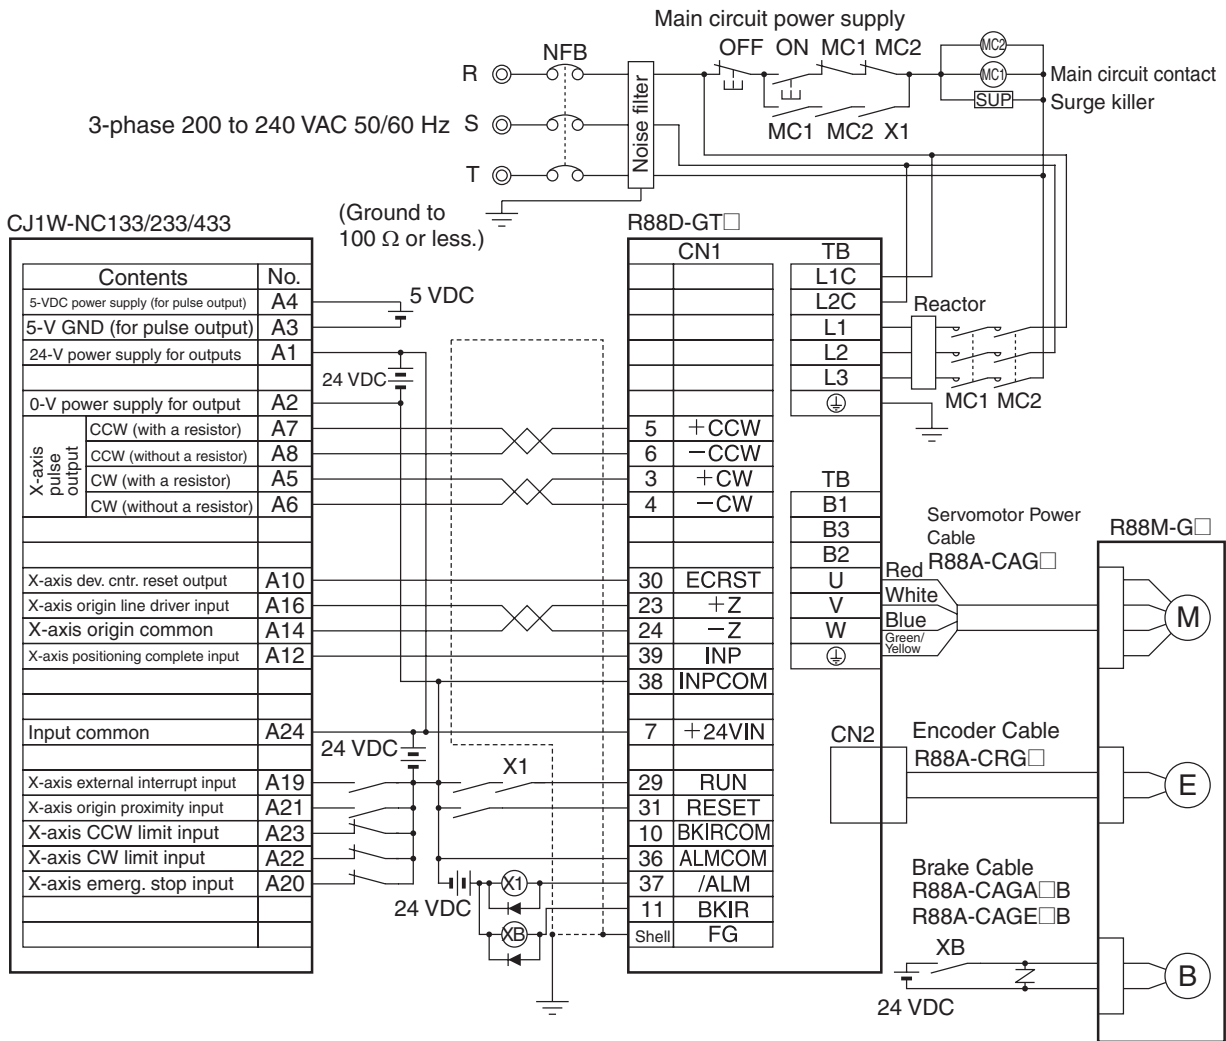 Main circuit power supply
OFF ON MC1 MC2
MC2
NFB
R
MC1
Main circuit contact
SUP
Surge killer
Noise filter
3-phase 200 to 240 VAC 50/60 Hz S
MC1 MC2 X1
T
(Ground to
100 Ω or less.)
CJ1W-NC133/233/433
Contents No.
5-VDC power supply (for pulse output) A4
5-V GND (for pulse output) A3
24-V power supply for outputs A1
0-V power supply for output A2
X-axis
pulse
output
CCW (with a resistor) A7
CCW (without a resistor) A8
CW (with a resistor) A5
CW (without a resistor) A6
X-axis dev. cntr. reset output A10
X-axis origin line driver input A16
X-axis origin common A14
X-axis positioning complete input A12
Input common A24
X-axis external interrupt input A19
X-axis origin proximity input A21
X-axis CCW limit input A23
X-axis CW limit input A22
X-axis emerg. stop input A20
5 VDC
24 VDC
24 VDC
X1
X1
24 VDC
XB
R88D-GT□
CN1
5 +CCW
6 −CCW
3 +CW
4 −CW
30 ECRST
23 +Z
24 −Z
39 INP
38 INPCOM
7 +24VIN
29 RUN
31 RESET
10 BKIRCOM
36 ALMCOM
37 /ALM
11 BKIR
Shell FG
TB
L1C
L2C
L1
L2
L3
Reactor
MC1 MC2
TB
B1
B3
B2
U
V
W
Red
White
Blue
Green/
Yellow
Servomotor Power
Cable
R88A-CAG□
R88M-G□
M
CN2
Encoder Cable
R88A-CRG□
E
Brake Cable
R88A-CAGA□B
R88A-CAGE□B
XB
24 VDC
B